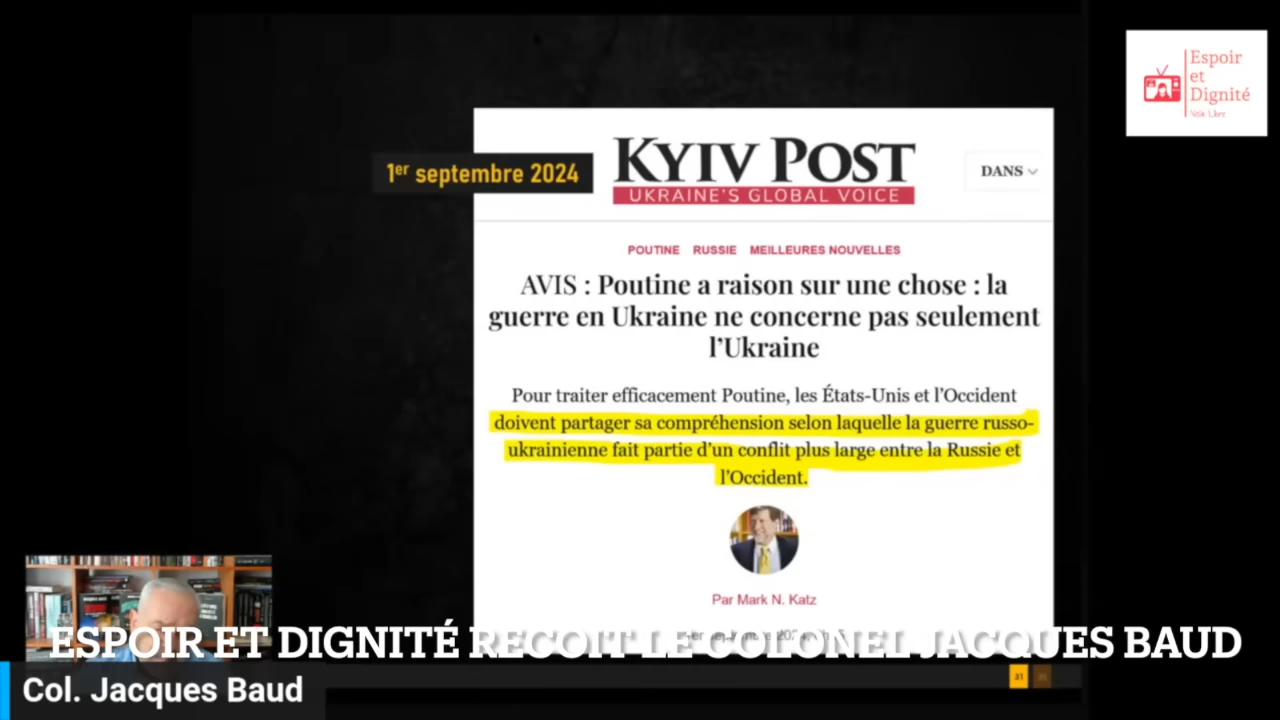 Espoir
et
Dignité
1er septembre 2024
KYIV POST
UKRAINE'S GLOBAL VOICE
DANS
POUTINE RUSSIE MEILLEURES NOUVELLES
AVIS : Poutine a raison sur une chose : la
guerre en Ukraine ne concerne pas seulement
l'Ukraine
Pour traiter efficacement Poutine, les États-Unis et l'Occident
doivent partager sa compréhension selon laquelle la guerre russo-
ukrainienne fait partie d'un conflit plus large entre la Russie et
l'Occident.
Par Mark N. Katz
ESPOIR ET DIGNITÉ RECOIT LE COLONEL JACQUES BAUD
Col. Jacques Baud
31